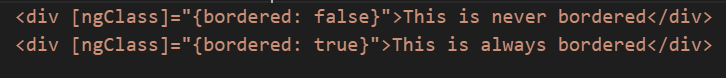 <div [ngClass]="{bordered: false}">This is never bordered</div>
<div [ngClass]="{bordered: true}">This is always bordered</div>